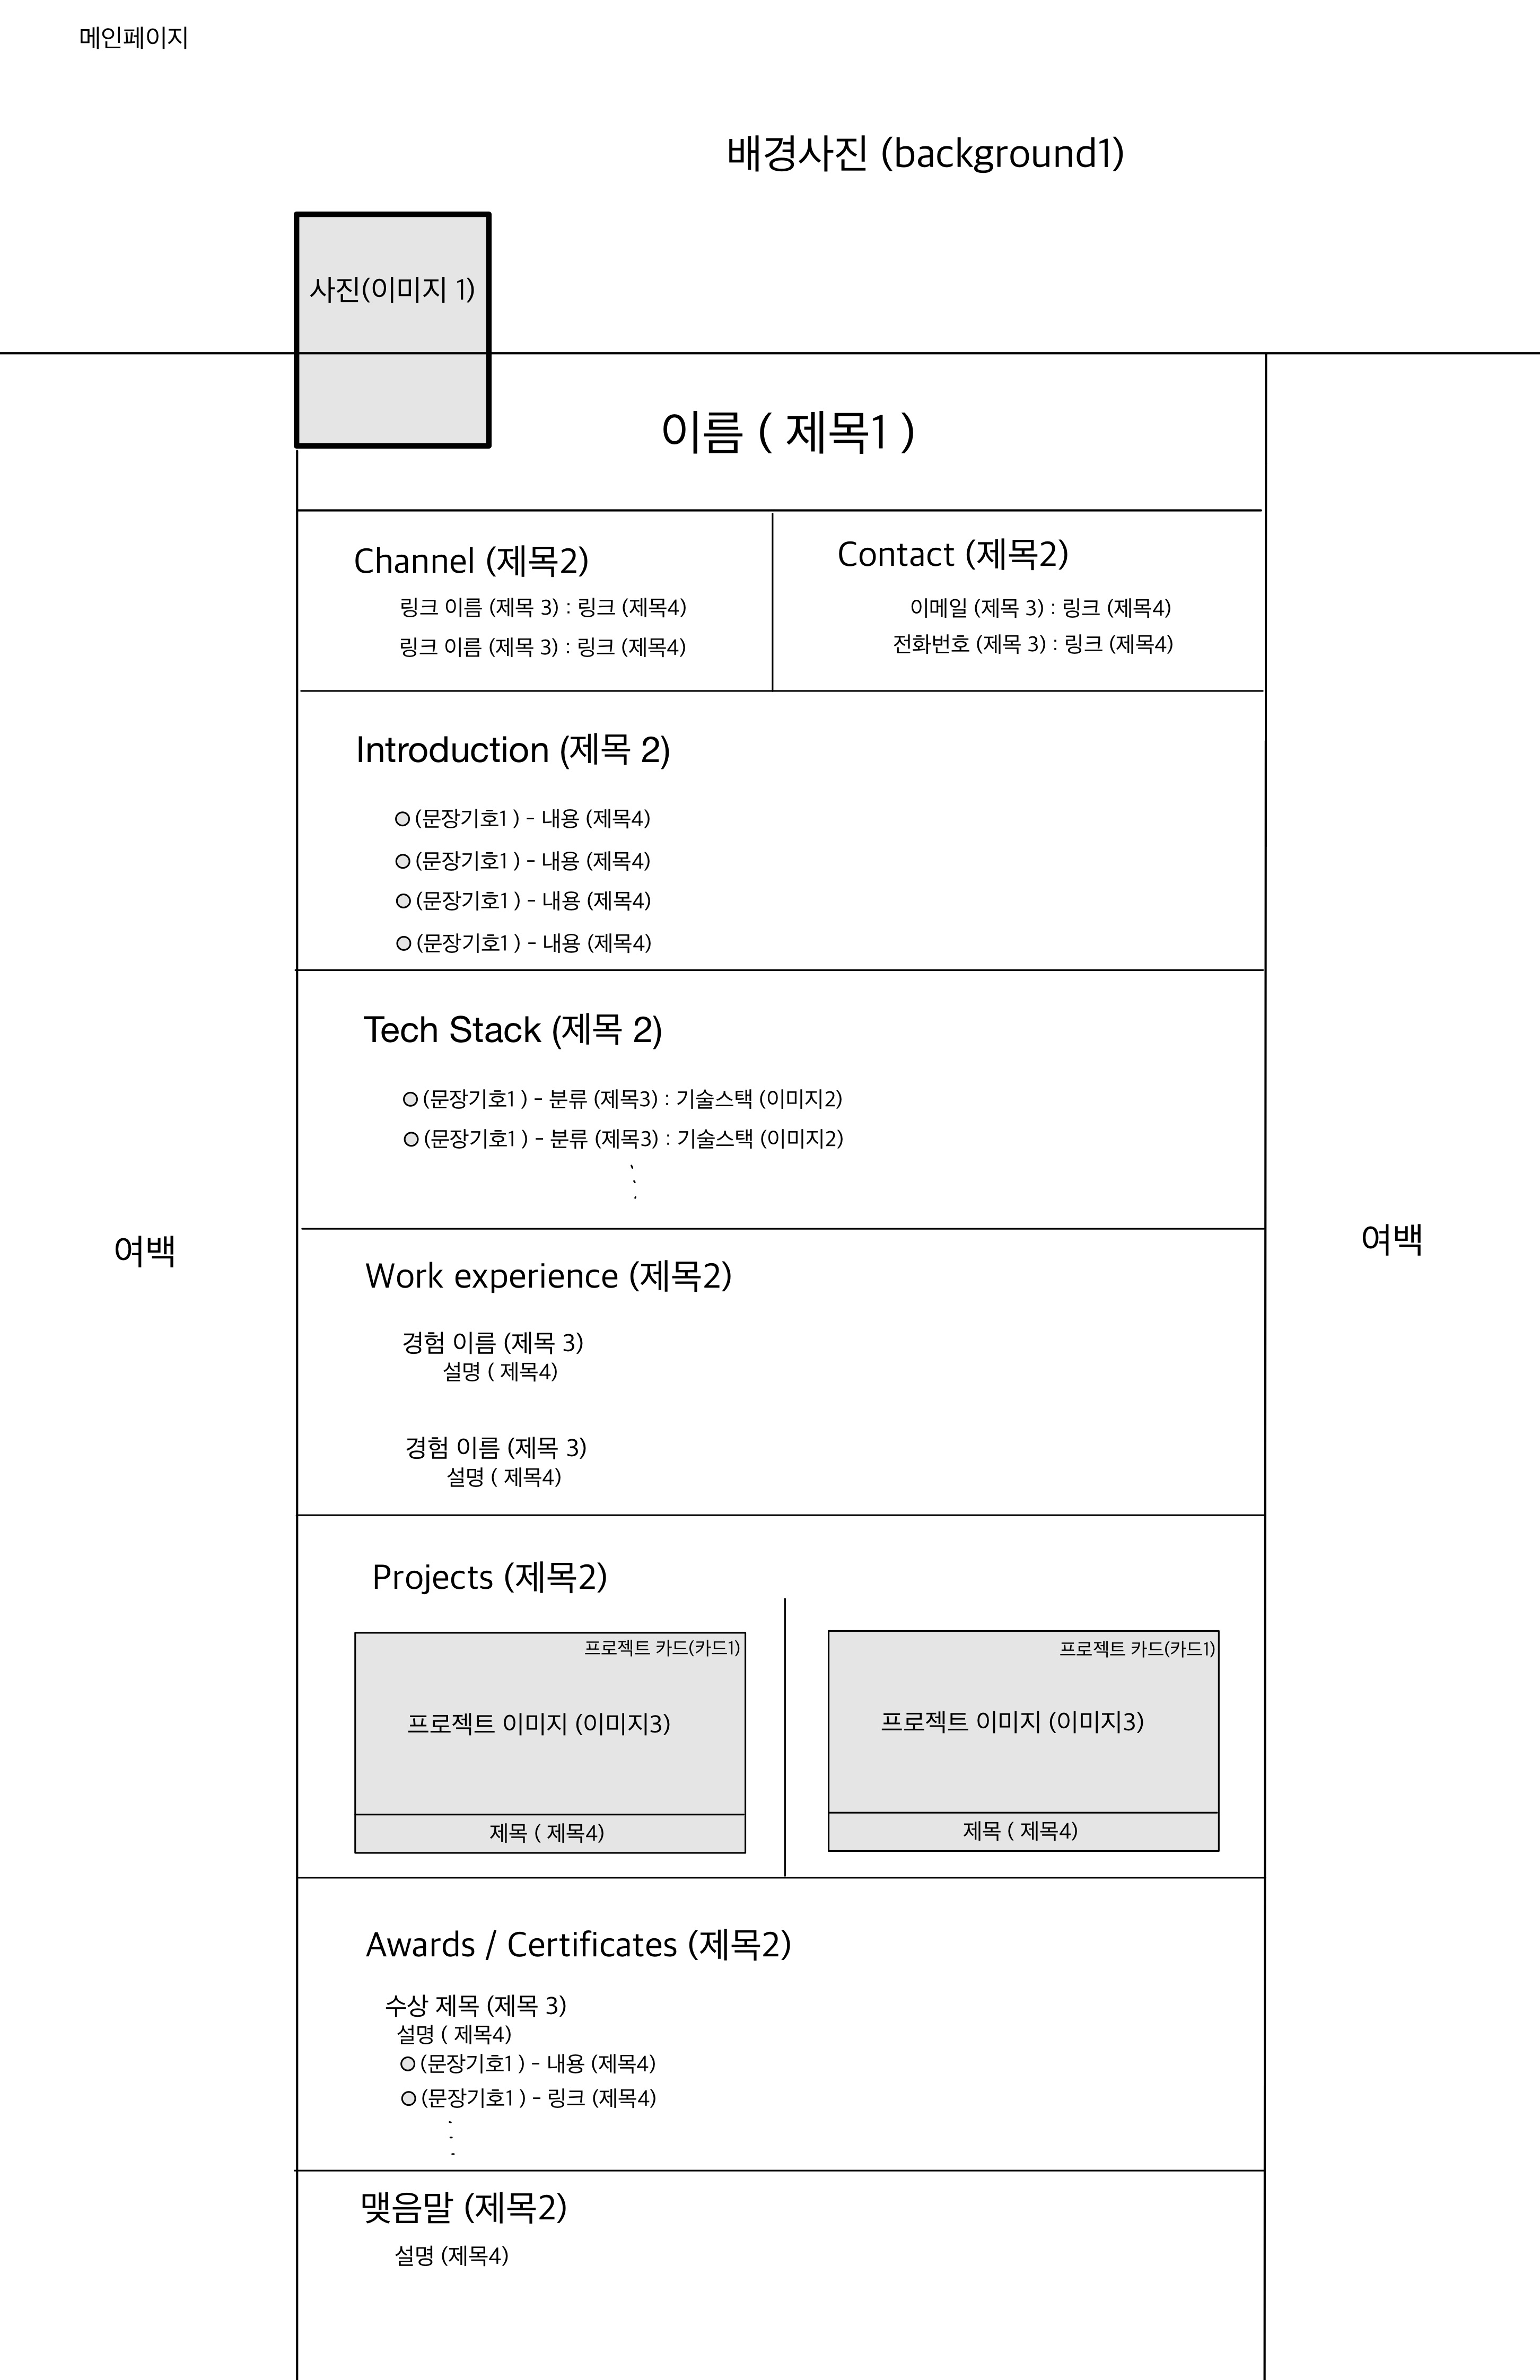 메인페이지
배경사진 (background1)
사진(이미지 1)
이름 ( 제목1 )
Channel (제목2)
링크 이름 (제목 3) : 링크 (제목4)
링크 이름 (제목 3) : 링크 (제목4)
Contact (제목2)
이메일 (제목 3) : 링크 (제목4)
전화번호 (제목 3) : 링크 (제목4)
Introduction (제목 2)
(문장기호1 ) - 내용 (제목4)
(문장기호1 ) - 내용 (제목4)
(문장기호1 ) - 내용 (제목4)
(문장기호1 ) - 내용 (제목4)
Tech Stack (제목 2)
(문장기호1 ) - 분류 (제목3) : 기술스택 (이미지2)
(문장기호1 ) - 분류 (제목3) : 기술스택 (이미지2)
여백
여백
Work experience (제목2)
경험 이름 (제목 3)
설명 ( 제목4)
경험 이름 (제목 3)
설명 ( 제목4)
Projects (제목2)
프로젝트 카드(카드1)
프로젝트 이미지 (이미지3)
제목 ( 제목4)
프로젝트 카드(카드1)
프로젝트 이미지 (이미지3)
제목 ( 제목4)
Awards / Certificates (제목2)
수상 제목 (제목 3)
설명 ( 제목4)
(문장기호1 ) - 내용 (제목4)
(문장기호1 ) - 링크 (제목4)
맺음말 (제목2)
설명 (제목4)